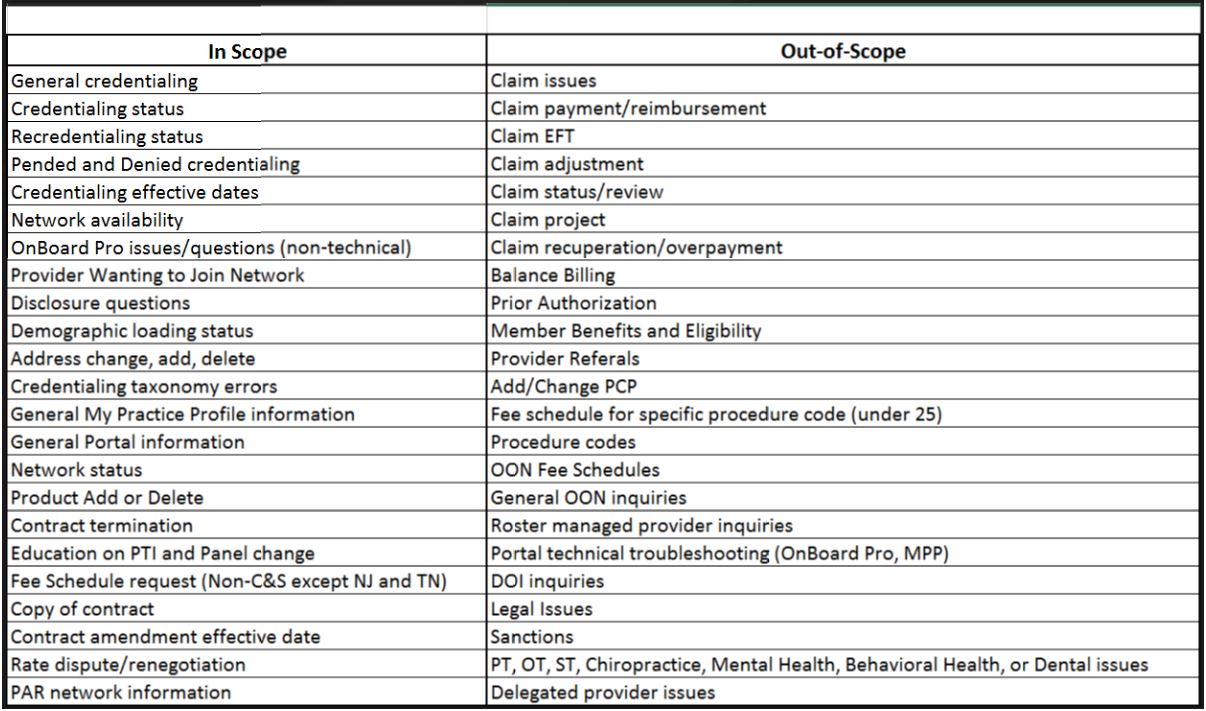 In Scope Out-of-Scope
General credentialing Claim issues
Credentialing status Claim payment/reimbursement
Recredentialing status Claim EFT
Pended and Denied credentialing Claim adjustment
Credentialing effective dates Claim status/review
Network availability Claim project
OnBoard Pro issues/questions (non-technical) Claim recuperation/overpayment
Provider Wanting to Join Network Balance Billing
Disclosure questions Prior Authorization
Demographic loading status Member Benefits and Eligibility
Address change, add, delete Provider Referrals
Credentialing taxonomy errors Add/Change PCP
General My Practice Profile information Fee schedule for specific procedure code (under 25)
General Portal information Procedure codes
Network status OON Fee Schedules
Product Add or Delete General OON inquiries
Contract termination Roster managed provider inquiries
Education on PTI and Panel change Portal technical troubleshooting (OnBoard Pro, MPP)
Fee Schedule request (Non-C&S except NJ and TN) DOI inquiries
Copy of contract Legal Issues
Contract amendment effective date Sanctions
Rate dispute/renegotiation PT, OT, ST, Chiropractice, Mental Health, Behavioral Health, or Dental issues
PAR network information Delegated provider issues